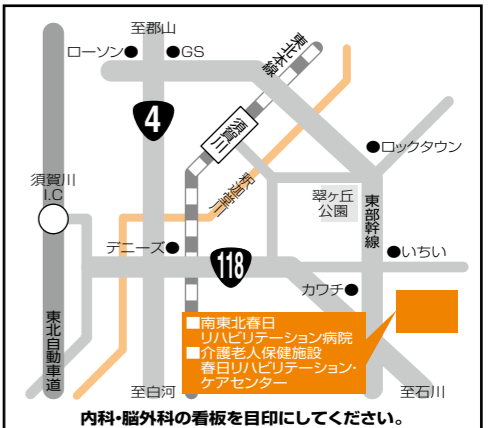 至郡山
ローソン●
●GS
東北本線
4
須賀川
●ロックタウン
須賀川
I.C
釈迦堂川
翠ヶ丘
公園
東部幹線
デニーズ●
118
●いちい
カワチ●
■南東北春日
リハビリテーション病院
■介護老人保健施設
春日リハビリテーション・
ケアセンター
東北自動車道
至白河
至石川
内科・脳外科の看板を目印にしてください。